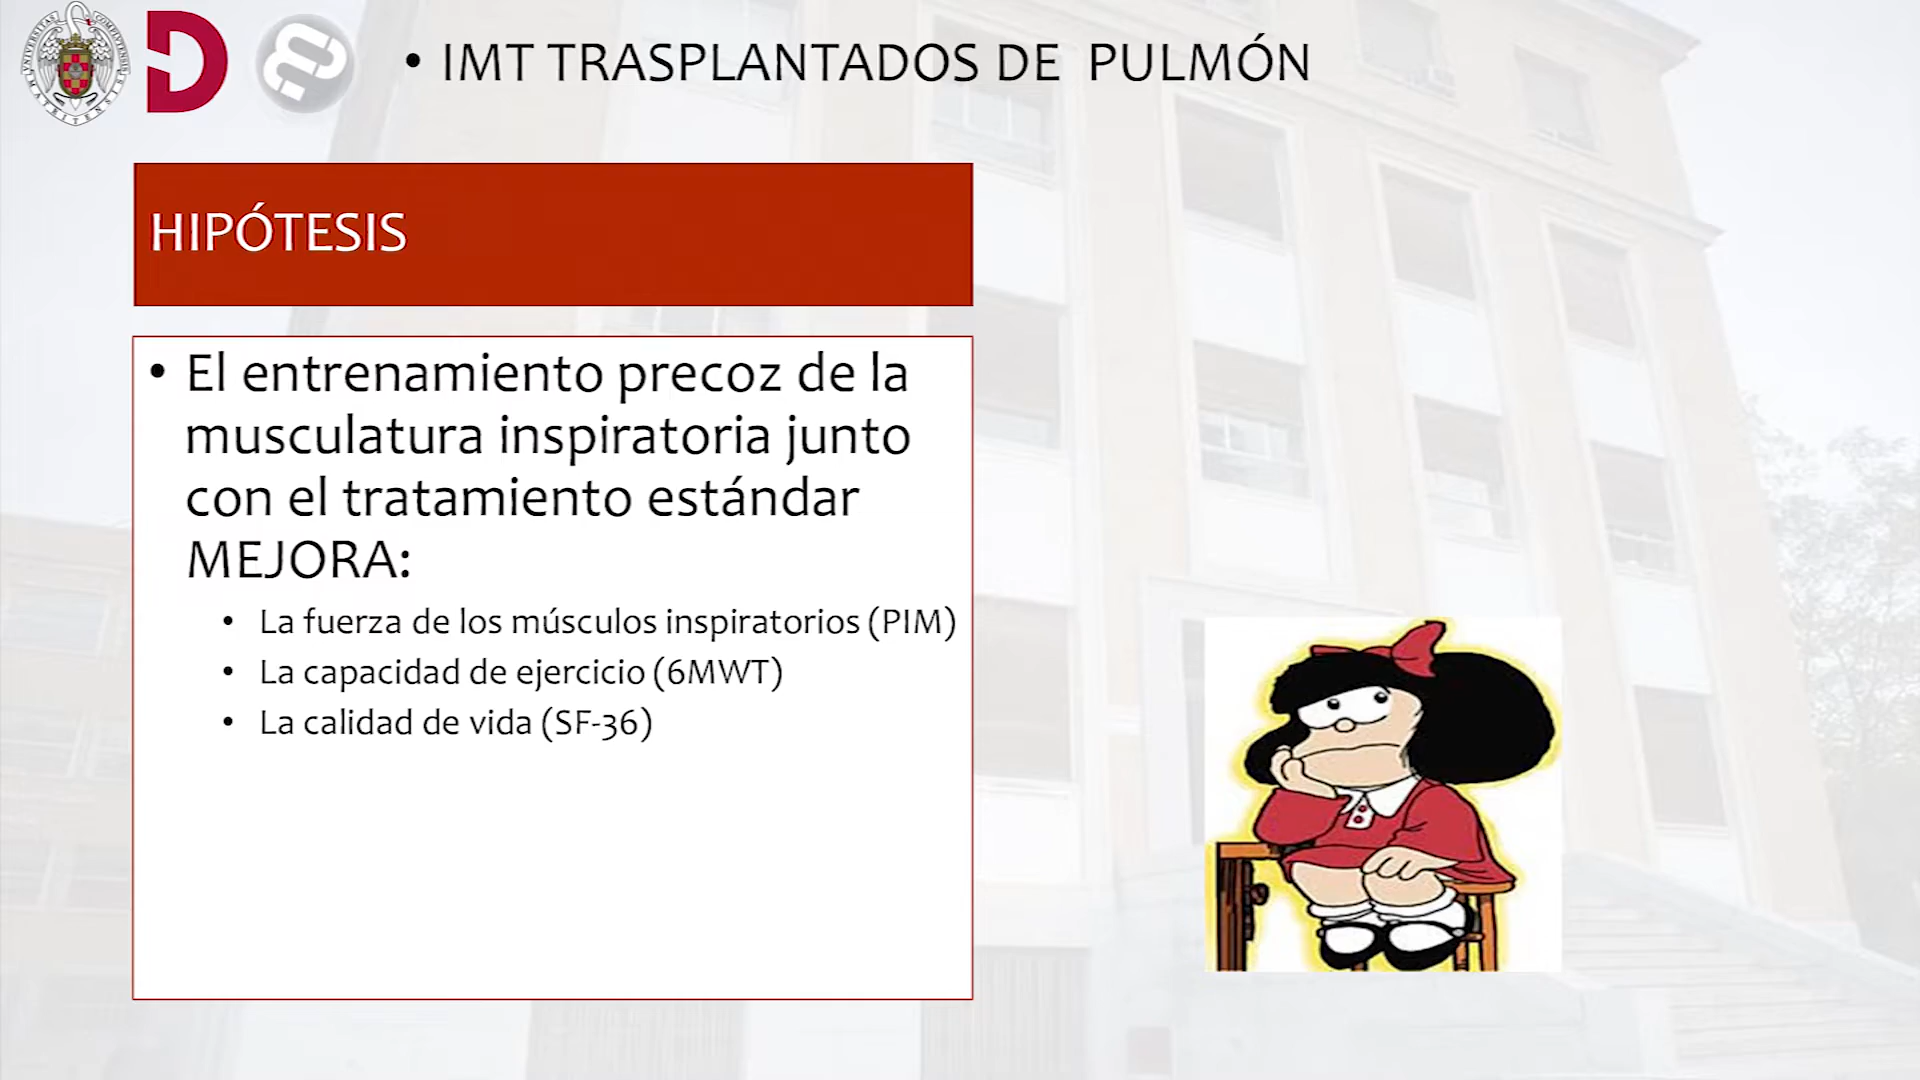 • IMT TRASPLANTADOS DE PULMÓN
HIPÓTESIS
• El entrenamiento precoz de la
musculatura inspiratoria junto
con el tratamiento estándar
MEJORA:
• La fuerza de los músculos inspiratorios (PIM)
• La capacidad de ejercicio (6MWT)
• La calidad de vida (SF-36)